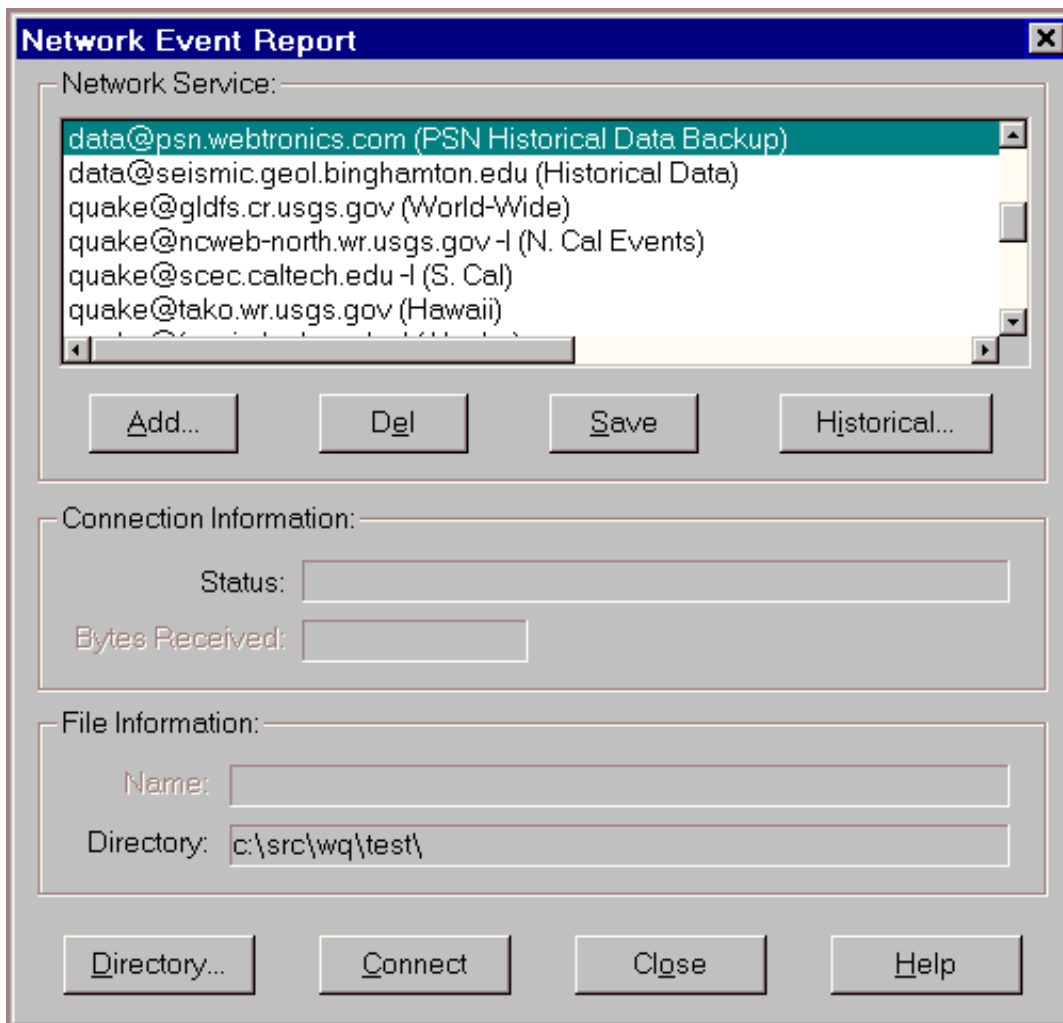 Network Event Report
Network Service:
data@psn.webtronics.com (PSN Historical Data Backup)
data@seismic.geol.binghamton.edu (Historical Data)
quake@gldfs.cr.usgs.gov (World-Wide)
quake@ncweb-north.wr.usgs.gov -l (N. Cal Events)
quake@scec.caltech.edu -l (S. Cal)
quake@tako.wr.usgs.gov (Hawaii)
Add... Del Save Historical...
Connection Information:
Status:
Bytes Received:
File Information:
Name:
Directory: c:\src\wq\test\
Directory... Connect Close Help